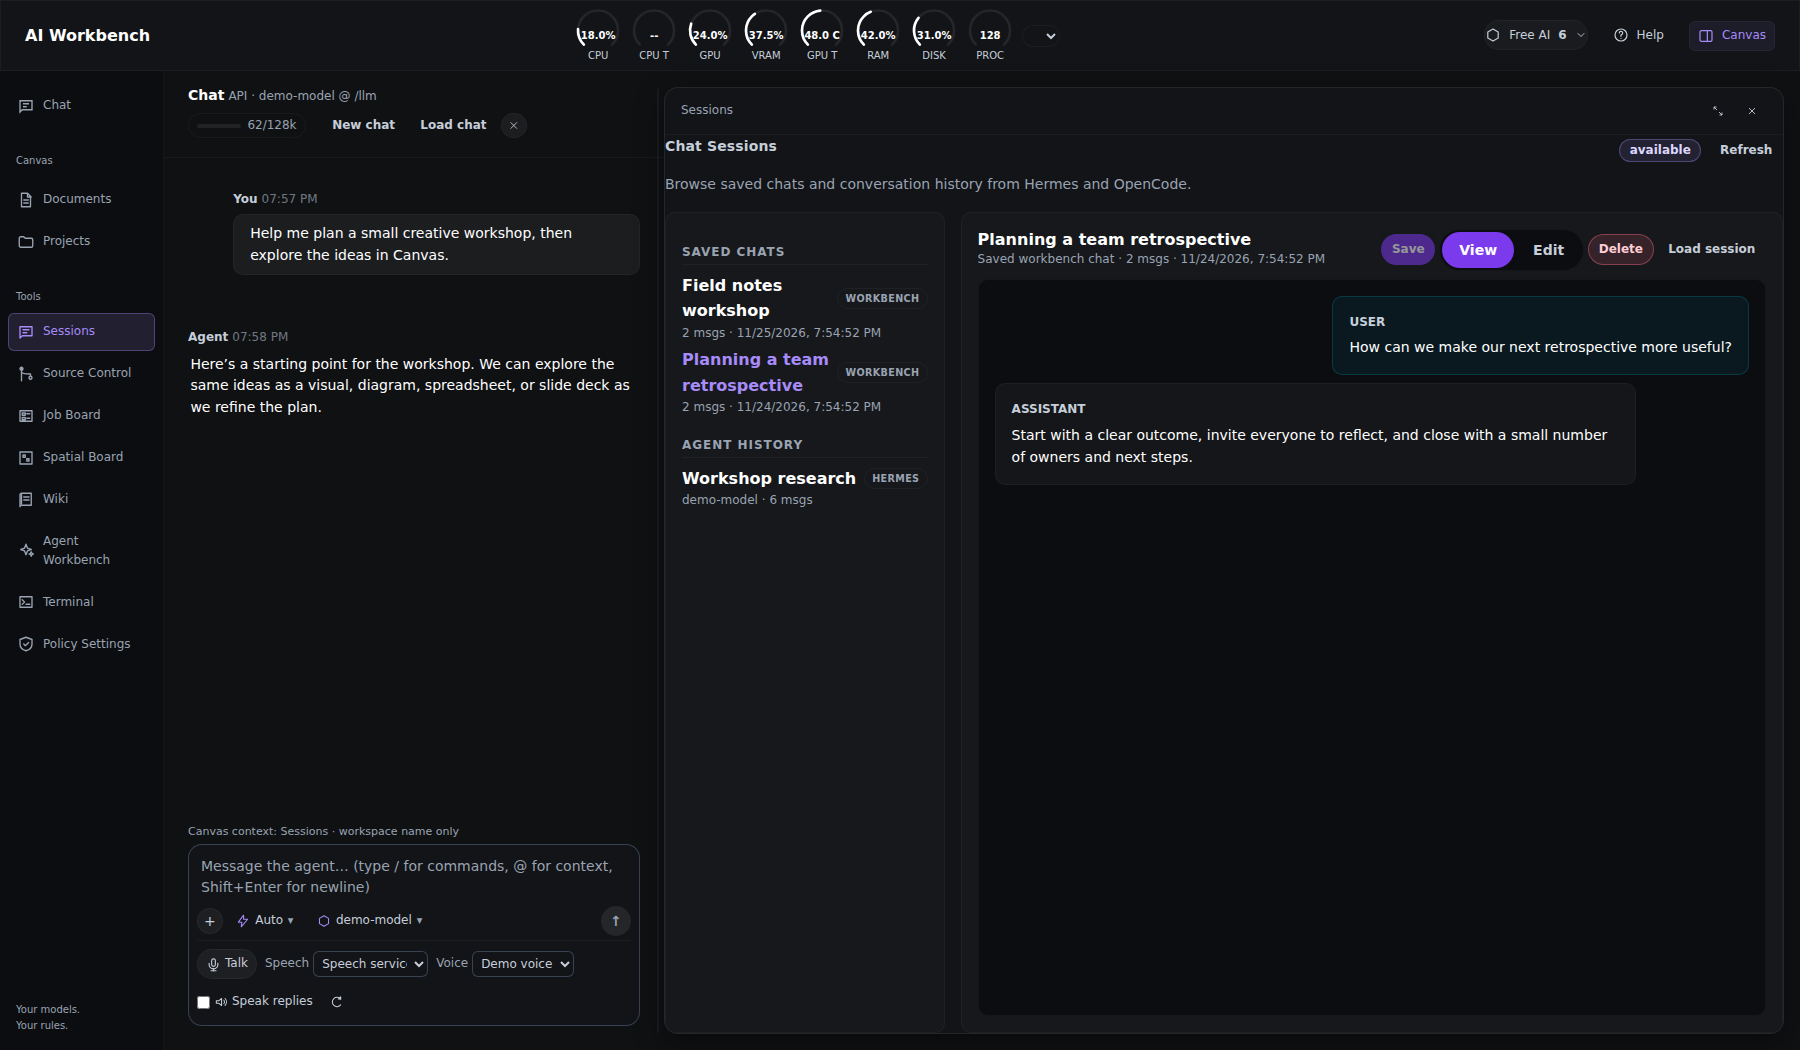 AI Workbench
18.0%
CPU
--
CPU T
24.0%
GPU
37.5%
VRAM
48.0 C
GPU T
42.0%
RAM
31.0%
DISK
128
PROC
Free AI 6
Help
Canvas
Chat
Canvas
Documents
Projects
Tools
Sessions
Source Control
Job Board
Spatial Board
Wiki
Agent
Workbench
Terminal
Policy Settings
Your models.
Your rules.
Chat API · demo-model @ /llm
62/128k
New chat
Load chat
You 07:57 PM
Help me plan a small creative workshop, then
explore the ideas in Canvas.
Agent 07:58 PM
Here’s a starting point for the workshop. We can explore the
same ideas as a visual, diagram, spreadsheet, or slide deck as
we refine the plan.
Canvas context: Sessions · workspace name only
Message the agent… (type / for commands, @ for context,
Shift+Enter for newline)
+
Auto ▾
demo-model ▾
↑
Talk
Speech
Speech servic
Voice
Demo voice
Speak replies
Sessions
Chat Sessions
available
Refresh
Browse saved chats and conversation history from Hermes and OpenCode.
SAVED CHATS
Field notes
workshop
WORKBENCH
2 msgs · 11/25/2026, 7:54:52 PM
Planning a team
retrospective
WORKBENCH
2 msgs · 11/24/2026, 7:54:52 PM
AGENT HISTORY
Workshop research
HERMES
demo-model · 6 msgs
Planning a team retrospective
Saved workbench chat · 2 msgs · 11/24/2026, 7:54:52 PM
Save
View
Edit
Delete
Load session
USER
How can we make our next retrospective more useful?
ASSISTANT
Start with a clear outcome, invite everyone to reflect, and close with a small number
of owners and next steps.